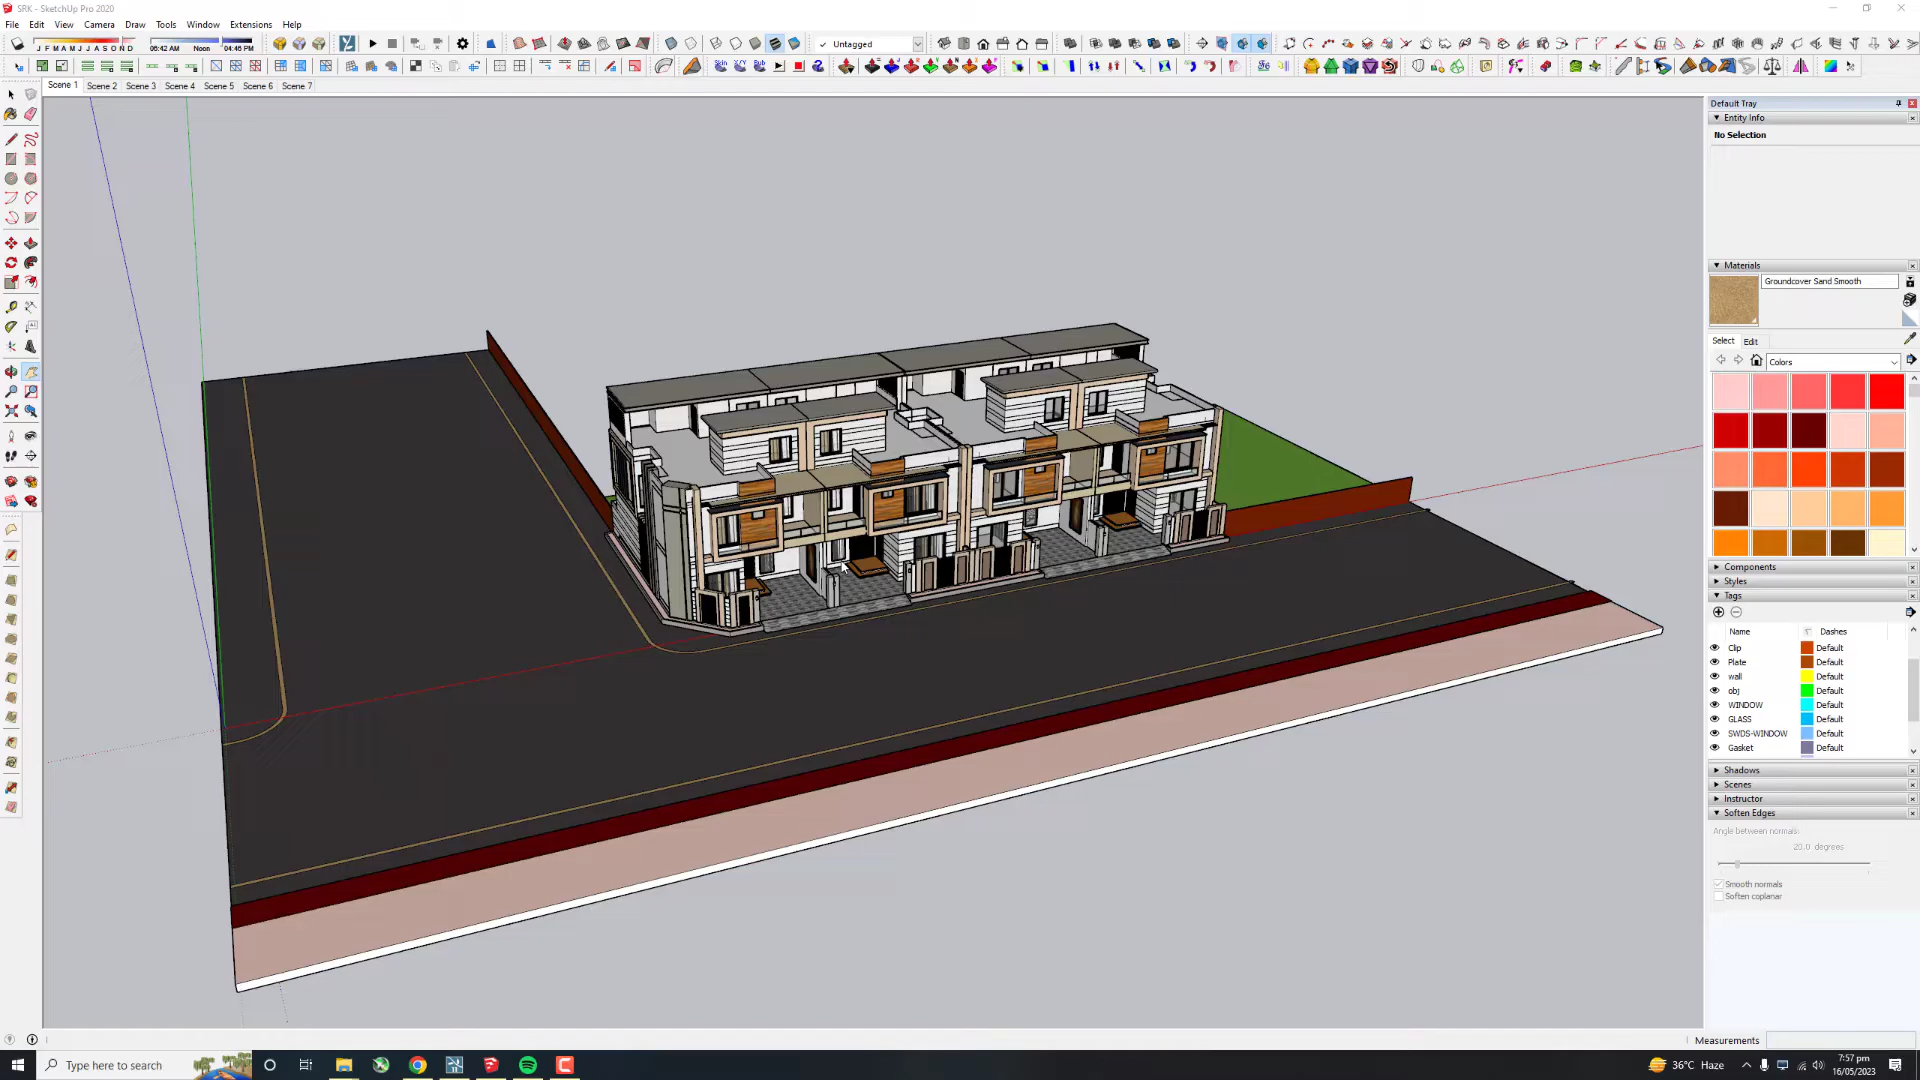 SRK - SketchUp Pro 2020
File Edit View Camera Draw Tools Window Extensions Help
J F M A M J J A S O N D 06:42 AM Noon 04:46 PM ✓ Untagged
Scene 1 Scene 2 Scene 3 Scene 4 Scene 5 Scene 6 Scene 7
Default Tray
Entity Info
No Selection
Materials
Groundcover Sand Smooth
Select Edit
Colors
Components
Styles
Tags
Name Dashes
Clip Default
Plate Default
wall Default
obj Default
WINDOW Default
GLASS Default
SWDS-WINDOW Default
Gasket Default
Shadows
Scenes
Instructor
Soften Edges
Angle between normals:
20.0 degrees
Smooth normals
Soften coplanar
Measurements
Type here to search
36°C Haze
7:57 pm
16/05/2023